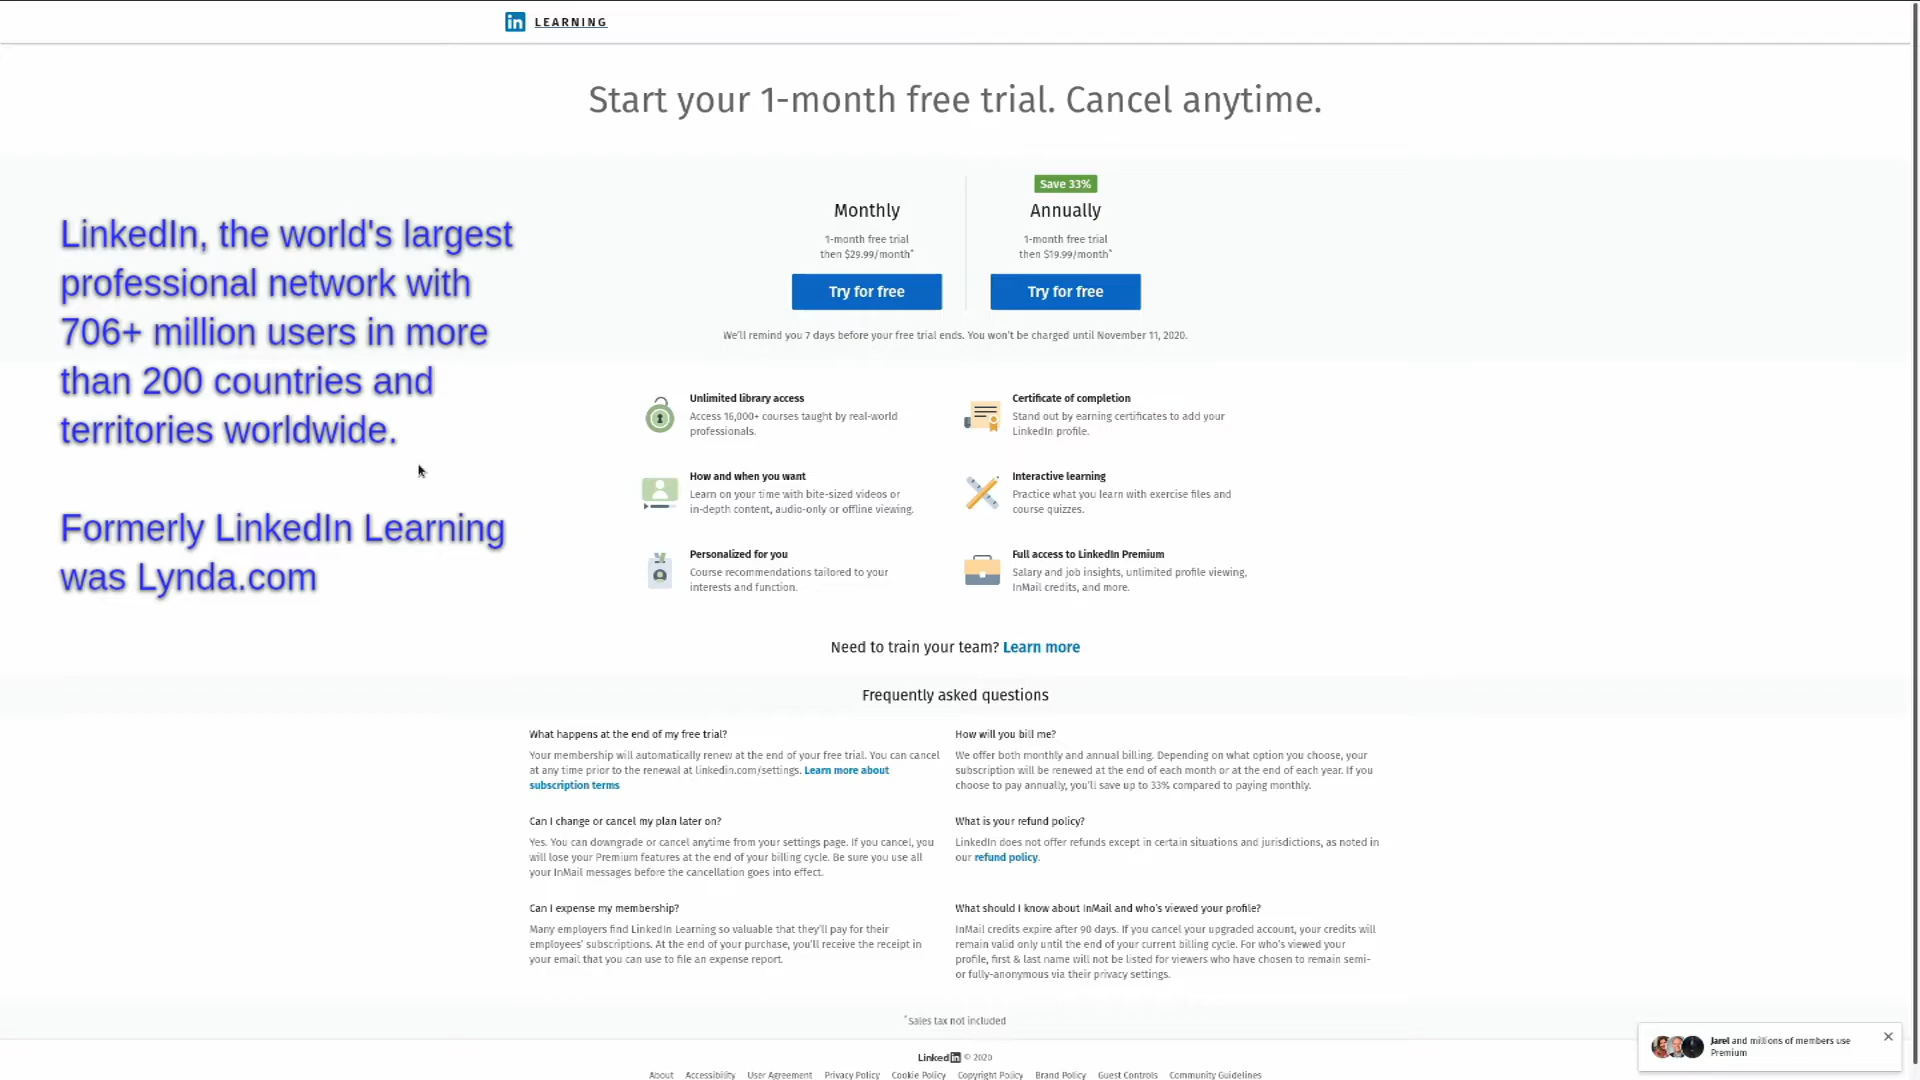 in LEARNING
Start your 1-month free trial. Cancel anytime.
LinkedIn, the world's largest
professional network with
706+ million users in more
than 200 countries and
territories worldwide.
Formerly LinkedIn Learning
was Lynda.com
Monthly
1-month free trial
then $29.99/month*
Try for free
Save 33%
Annually
1-month free trial
then $19.99/month*
Try for free
We'll remind you 7 days before your free trial ends. You won't be charged until November 11, 2020.
Unlimited library access
Access 16,000+ courses taught by real-world
professionals.
Certificate of completion
Stand out by earning certificates to add your
LinkedIn profile.
How and when you want
Learn on your time with bite-sized videos or
in-depth content, audio-only or offline viewing.
Interactive learning
Practice what you learn with exercise files and
course quizzes.
Personalized for you
Course recommendations tailored to your
interests and function.
Full access to LinkedIn Premium
Salary and job insights, unlimited profile viewing,
InMail credits, and more.
Need to train your team? Learn more
Frequently asked questions
What happens at the end of my free trial?
Your membership will automatically renew at the end of your free trial. You can cancel
at any time prior to the renewal at linkedin.com/settings. Learn more about
subscription terms
How will you bill me?
We offer both monthly and annual billing. Depending on what option you choose, your
subscription will be renewed at the end of each month or at the end of each year. If you
choose to pay annually, you'll save up to 33% compared to paying monthly.
Can I change or cancel my plan later on?
Yes. You can downgrade or cancel anytime from your settings page. If you cancel, you
will lose your Premium features at the end of your billing cycle. Be sure you use all
your InMail messages before the cancellation goes into effect.
What is your refund policy?
LinkedIn does not offer refunds except in certain situations and jurisdictions, as noted in
our refund policy.
Can I expense my membership?
Many employers find LinkedIn Learning so valuable that they'll pay for their
employees' subscriptions. At the end of your purchase, you'll receive the receipt in
your email that you can use to file an expense report.
What should I know about InMail and who's viewed your profile?
InMail credits expire after 90 days. If you cancel your upgraded account, your credits will
remain valid only until the end of your current billing cycle. For who's viewed your
profile, first & last name will not be listed for viewers who have chosen to remain semi-
or fully-anonymous via their privacy settings.
*Sales tax not included
Linked in © 2020
About Accessibility User Agreement Privacy Policy Cookie Policy Copyright Policy Brand Policy Guest Controls Community Guidelines
Jarel and millions of members use
Premium